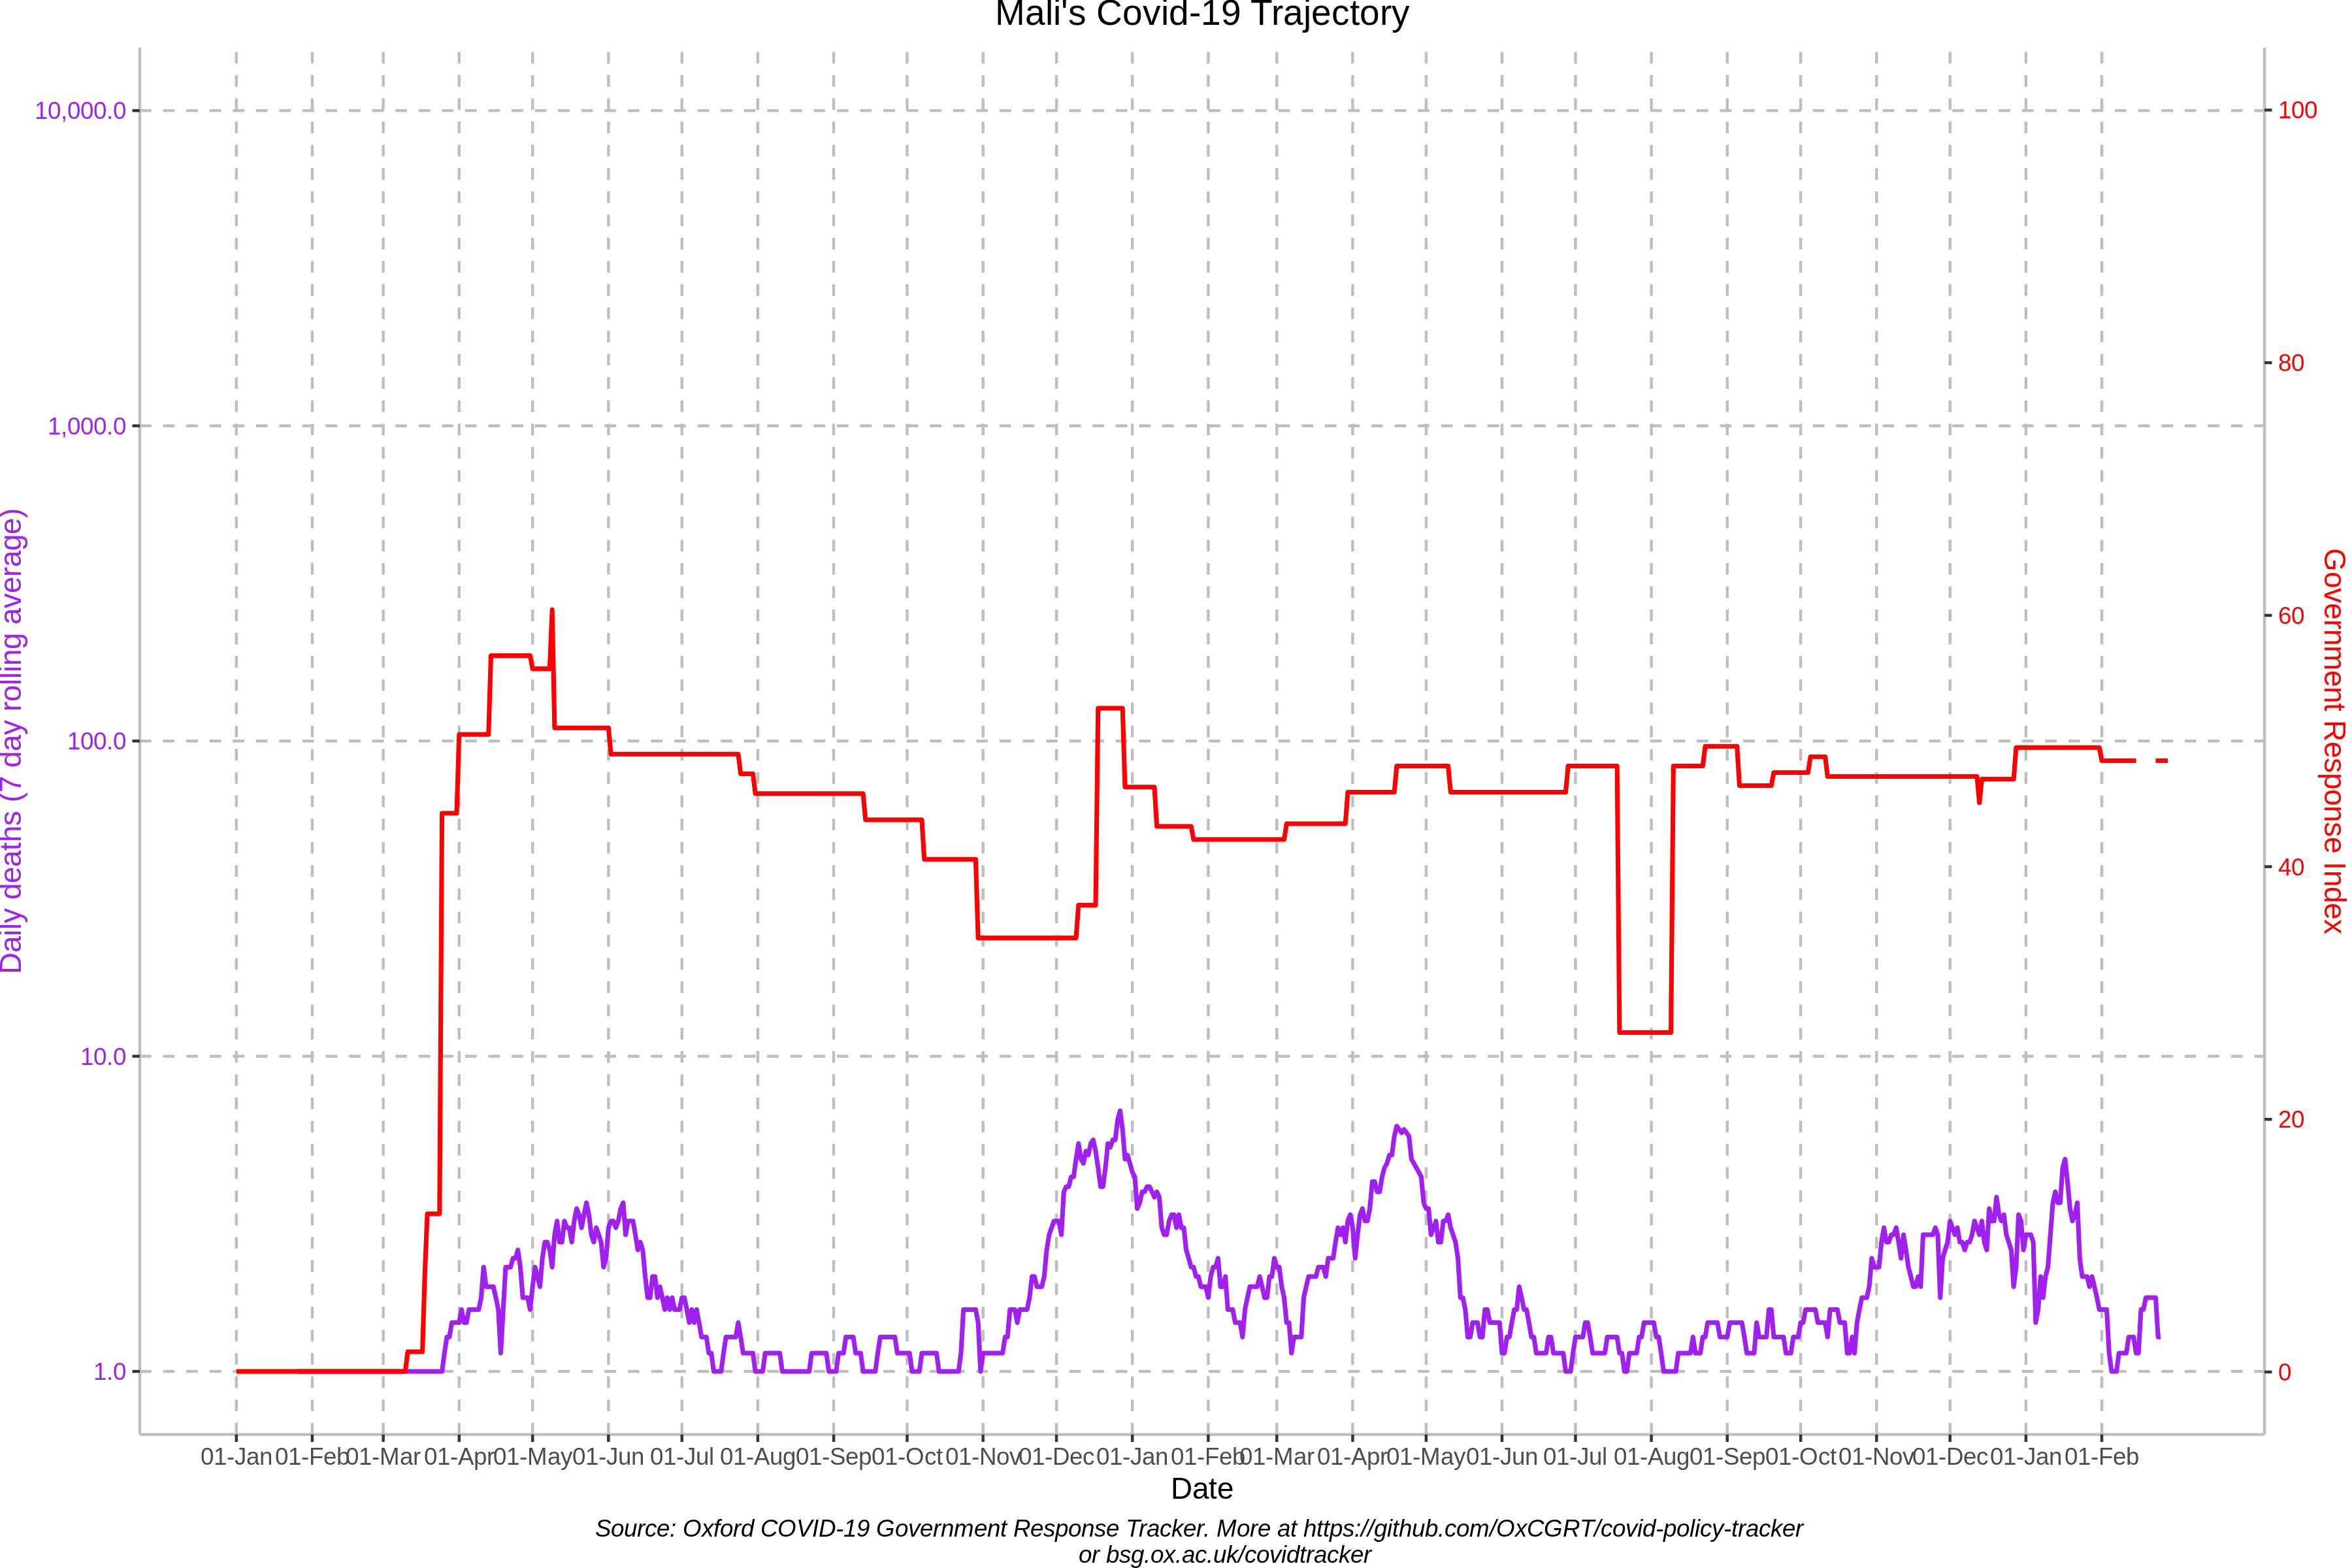 Mali's Covid-19 Trajectory
10,000.0
1,000.0
100.0
10.0
1.0
Daily deaths (7 day rolling average)
100
80
60
40
20
0
Government Response Index
01-Jan 01-Feb 01-Mar 01-Apr 01-May 01-Jun 01-Jul 01-Aug 01-Sep 01-Oct 01-Nov 01-Dec 01-Jan 01-Feb 01-Mar 01-Apr 01-May 01-Jun 01-Jul 01-Aug 01-Sep 01-Oct 01-Nov 01-Dec 01-Jan 01-Feb
Date
Source: Oxford COVID-19 Government Response Tracker. More at https://github.com/OxCGRT/covid-policy-tracker
or bsg.ox.ac.uk/covidtracker